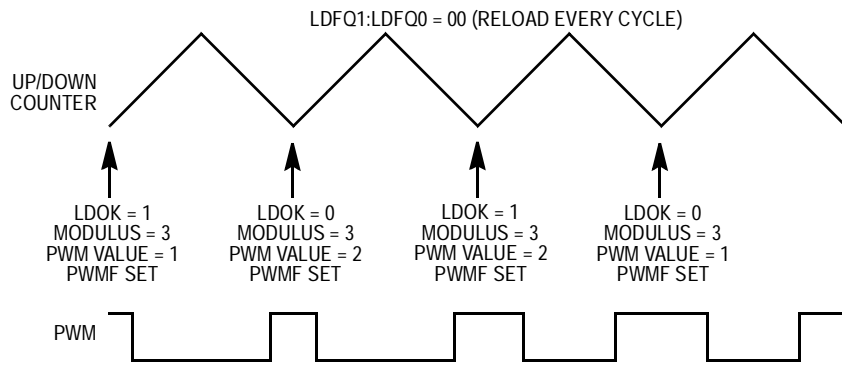 LDFQ1:LDFQ0 = 00 (RELOAD EVERY CYCLE)
UP/DOWN
COUNTER
LDOK = 1
MODULUS = 3
PWM VALUE = 1
PWMF SET
LDOK = 0
MODULUS = 3
PWM VALUE = 2
PWMF SET
LDOK = 1
MODULUS = 3
PWM VALUE = 2
PWMF SET
LDOK = 0
MODULUS = 3
PWM VALUE = 1
PWMF SET
PWM